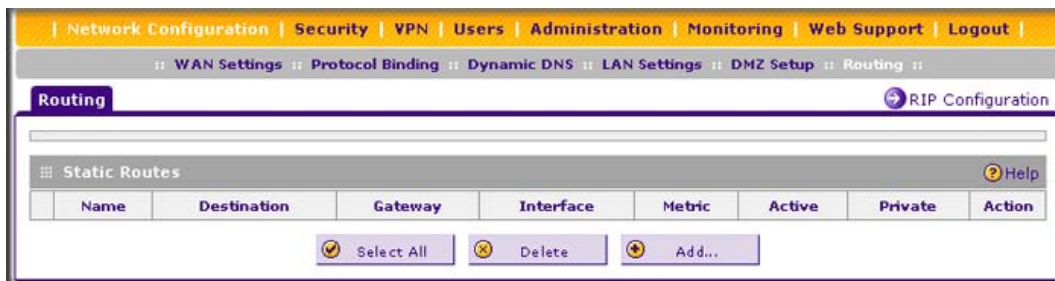 | Network Configuration | Security | VPN | Users | Administration | Monitoring | Web Support | Logout |
:: WAN Settings :: Protocol Binding :: Dynamic DNS :: LAN Settings :: DMZ Setup :: Routing ::
Routing RIP Configuration
Static Routes ? Help
Name Destination Gateway Interface Metric Active Private Action
Select All Delete Add...